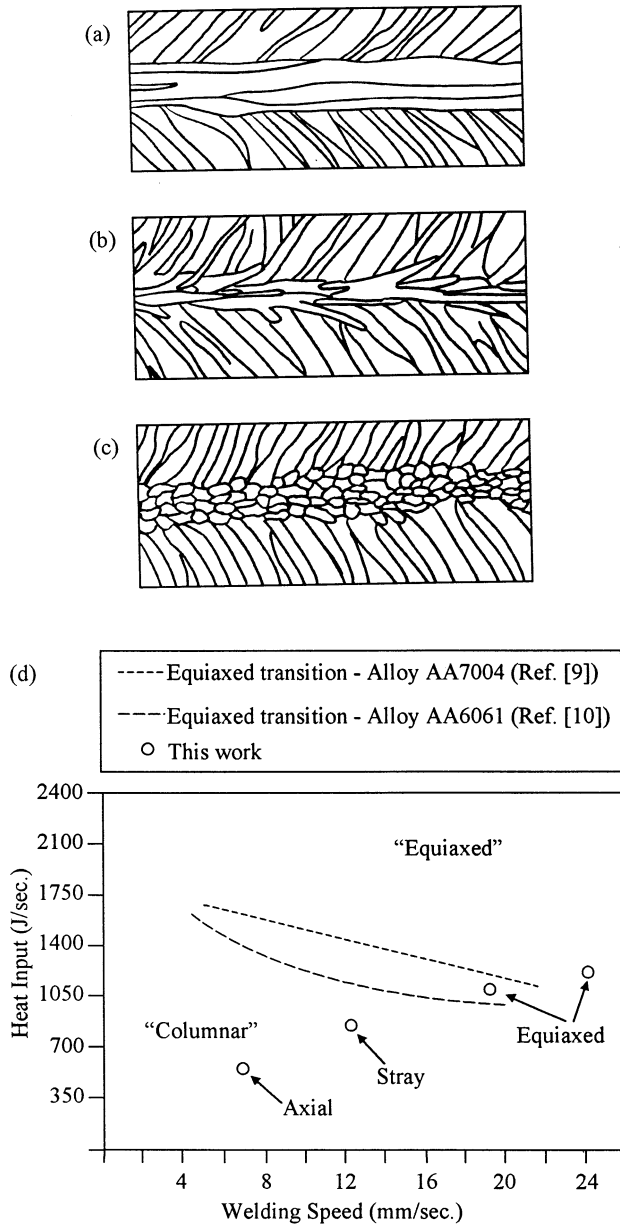 (a)
(b)
(c)
(d)
Equiaxed transition - Alloy AA7004 (Ref. [9])
Equiaxed transition - Alloy AA6061 (Ref. [10])
This work
2400
2100
1750
1400
1050
700
350
Heat Input (J/sec.)
"Equiaxed"
"Columnar"
Equiaxed
Stray
Axial
4
8
12
16
20
24
Welding Speed (mm/sec.)